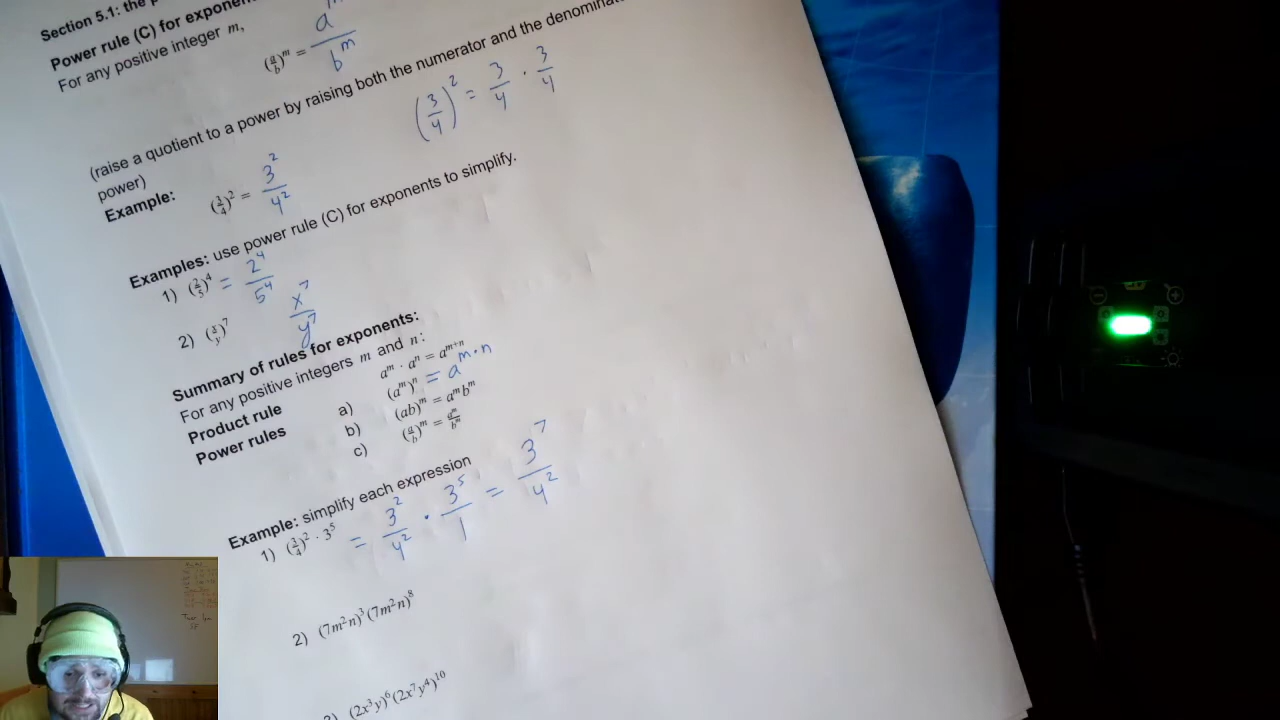 Section 5.1: the
Power rule (C) for
For any positive integer m,
(a/b)^m = a^m/b^m
(raise a quotient to a power by raising both the numerator and the
power)
(3/4)^2 = 3/4 · 3/4
Example: (3/4)^2 = 3^2/4^2
Examples: use power rule (C) for exponents to simplify.
1) (2/5)^4 = 2^4/5^4
2) (x/y)^7 x^7/y^7
Summary of rules for exponents:
For any positive integers m and n:
Product rule a^m · a^n = a^{m+n}
Power rules a) (a^m)^n = a^{m·n}
b) (ab)^m = a^m b^m
c) (a/b)^m = a^m/b^m
Example: simplify each expression
1) (3/4)^2 · 3^5 = 3^2/4^2 · 3^5/1 = 3^7/4^2
2) (7m^2n)^3(7m^2n)^8
3) (2x^3y)^6(2x^7y^4)^10